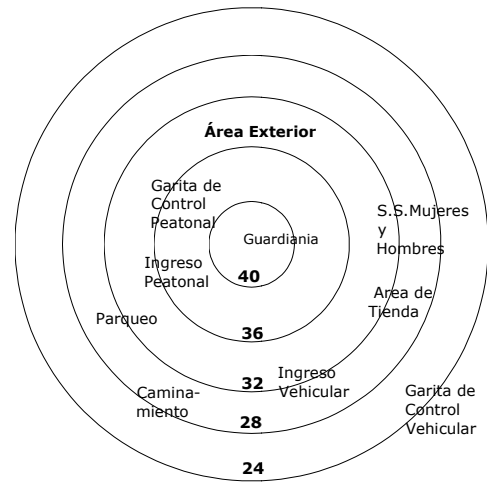 Área Exterior
Garita de
Control
Peatonal
S.S.Mujeres
y
Hombres
Guardiania
Ingreso
Peatonal
40
Area de
Tienda
Parqueo
36
Ingreso
Vehicular
32
Camina-
miento
Garita de
Control
Vehicular
28
24